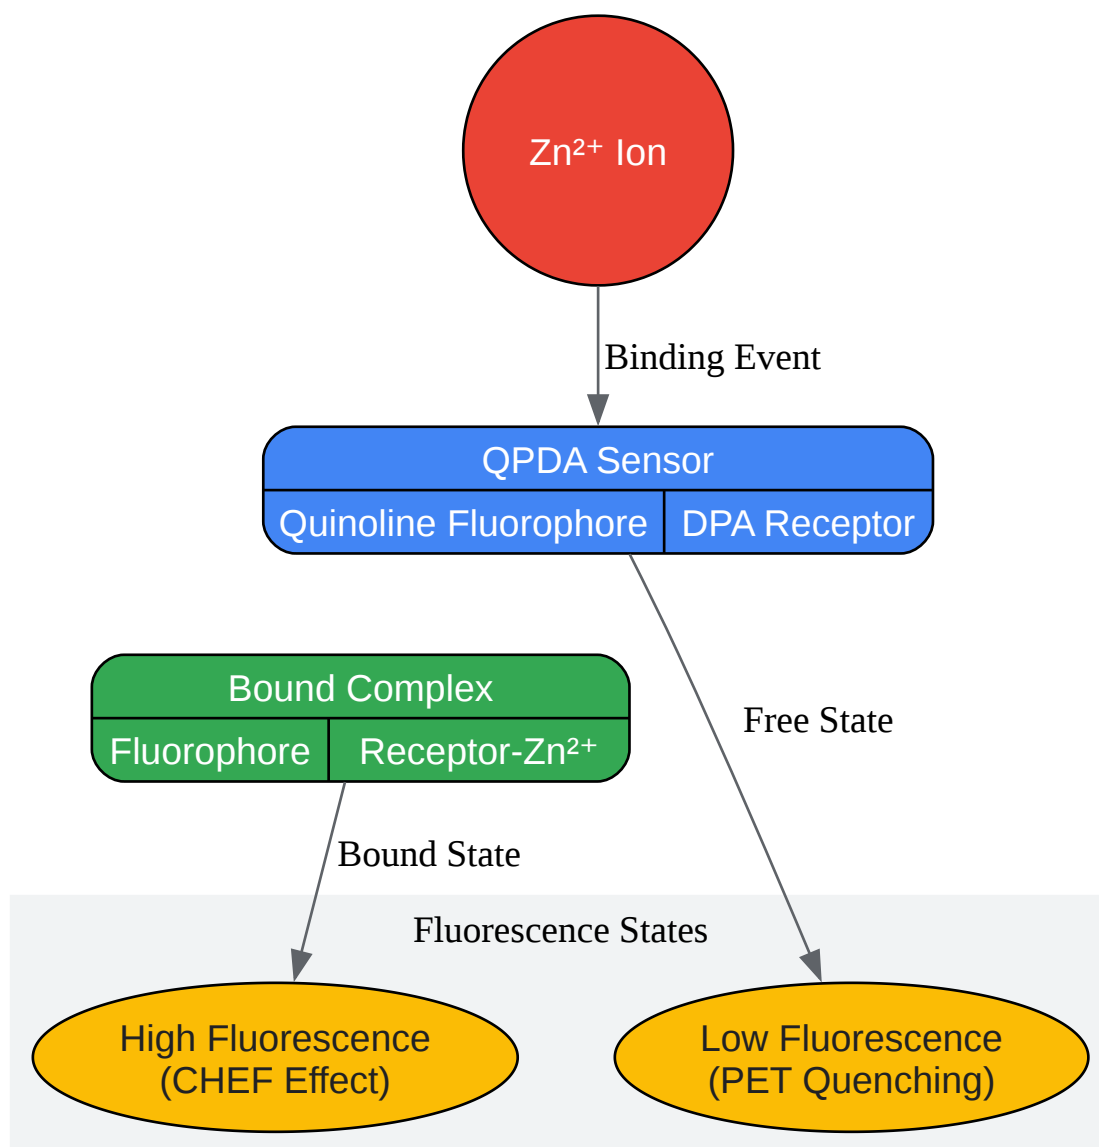 Zn²⁺ Ion
Binding Event
QPDA Sensor
Quinoline Fluorophore
DPA Receptor
Bound Complex
Fluorophore
Receptor-Zn²⁺
Free State
Bound State
Fluorescence States
High Fluorescence
(CHEF Effect)
Low Fluorescence
(PET Quenching)